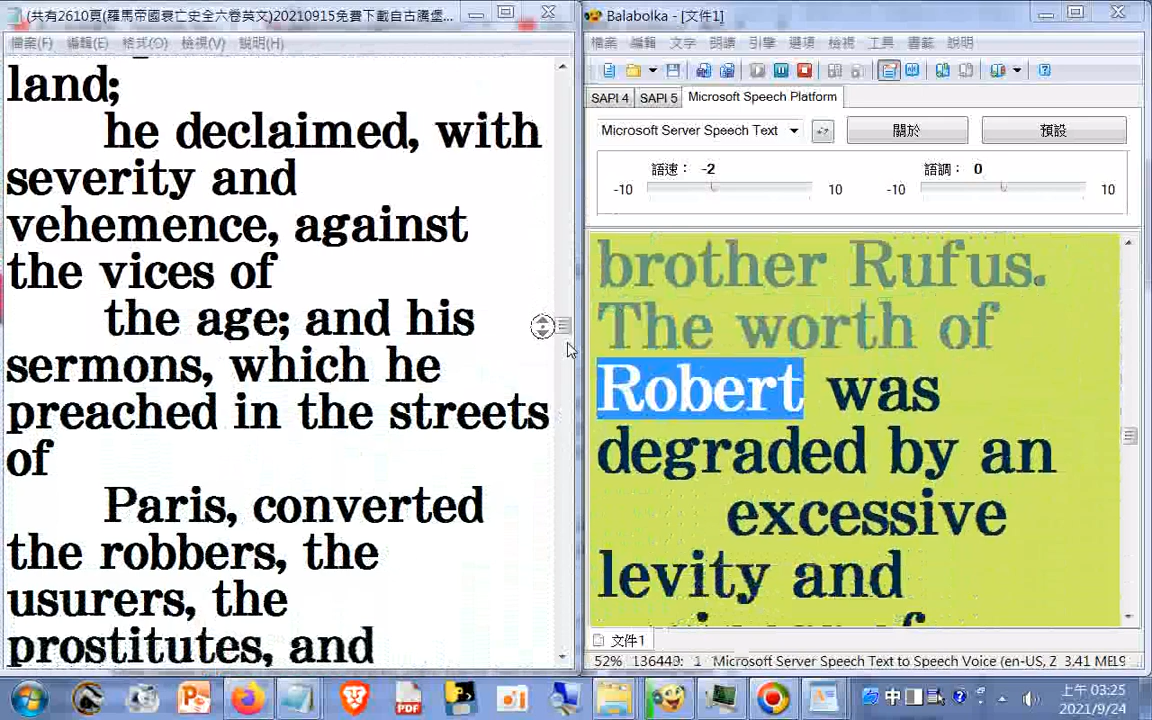 (共有2610頁(羅馬帝國衰亡史全六卷英文)20210915免費下載自古騰堡...
檔案(F) 編輯(E) 格式(O) 檢視(V) 說明(H)
land;
he declaimed, with
severity and
vehemence, against
the vices of
the age; and his
sermons, which he
preached in the streets
of
Paris, converted
the robbers, the
usurers, the
prostitutes, and
Balabolka - [文件1]
檔案 編輯 文字 朗讀 引擎 選項 檢視 工具 書籤 說明
SAPI 4 SAPI 5 Microsoft Speech Platform
Microsoft Server Speech Text 關於 預設
語速: -2 語調: 0
-10 10 -10 10
brother Rufus.
The worth of
Robert was
degraded by an
excessive
levity and
文件1
52% 136449: 1 Microsoft Server Speech Text to Speech Voice (en-US, Z 3,41 ME19
中 上午 03:25
2021/9/24